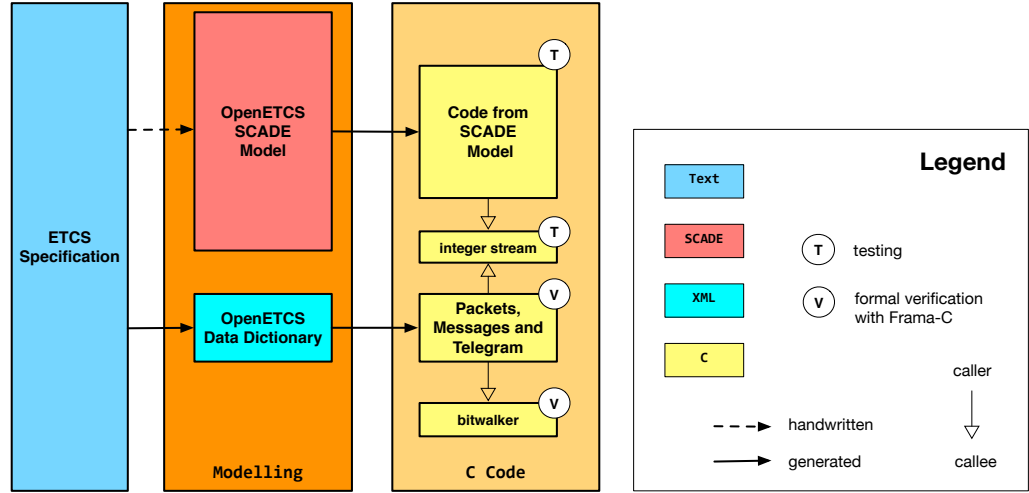 ETCS
Specification
OpenETCS
SCADE
Model
OpenETCS
Data Dictionary
Modelling
T
Code from
SCADE
Model
T
integer stream
V
Packets,
Messages and
Telegram
V
bitwalker
C Code
Legend
Text
SCADE
XML
C
T
testing
V
formal verification
with Frama-C
handwritten
generated
caller
callee